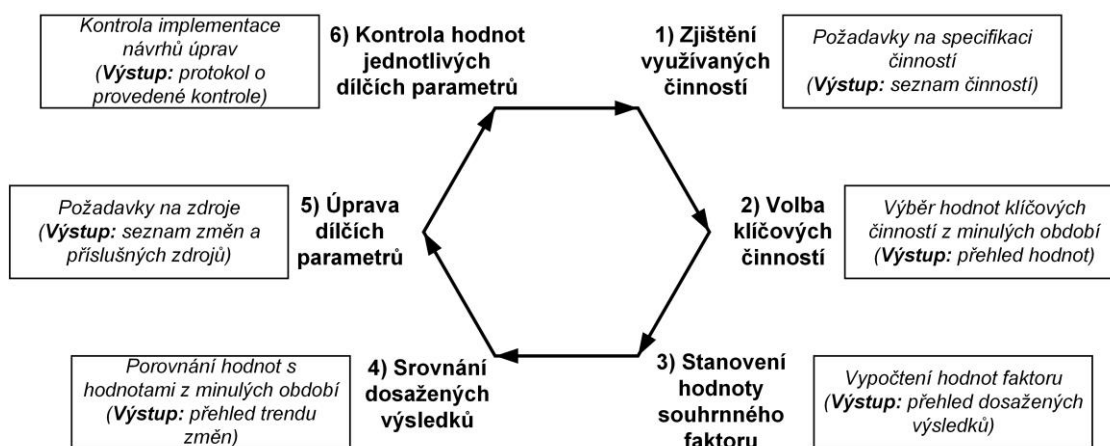 Kontrola implementace
návrhů úprav
(Výstup: protokol o
provedené kontrole)
6) Kontrola hodnot
jednotlivých
dílčích parametrů
1) Zjištění
využívaných
činností
Požadavky na specifikaci
činností
(Výstup: seznam činností)
Požadavky na zdroje
(Výstup: seznam změn a
příslušných zdrojů)
5) Úprava
dílčích
parametrů
2) Volba
klíčových
činností
Výběr hodnot klíčových
činností z minulých období
(Výstup: přehled hodnot)
Porovnání hodnot s
hodnotami z minulých období
(Výstup: přehled trendu
změn)
4) Srovnání
dosažených
výsledků
3) Stanovení
hodnoty
souhrnného
faktoru
Vypočtení hodnot faktoru
(Výstup: přehled dosažených
výsledků)